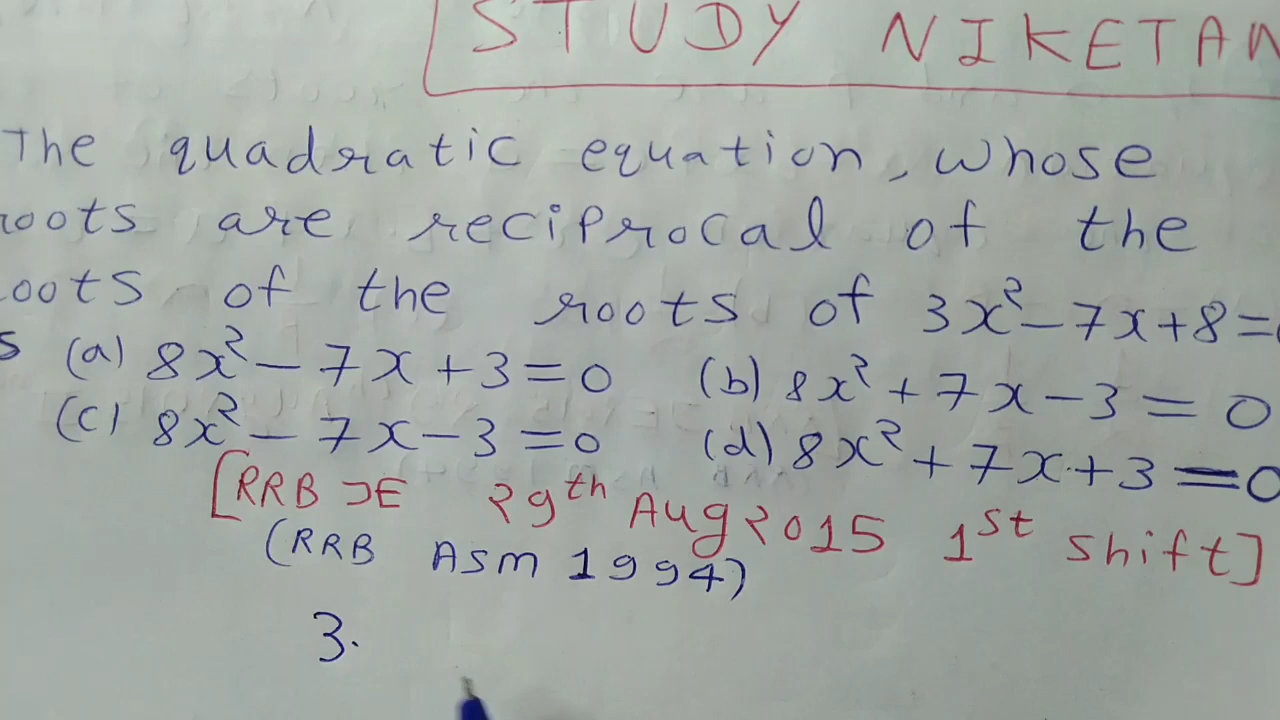 STUDY NIKETAN
The quadratic equation, whose
roots are reciprocal of the
roots of the roots of 3x²-7x+8=0
s (a) 8x²-7x+3=0 (b) 8x²+7x-3=0
(c) 8x²-7x-3=0 (d) 8x²+7x+3=0
[RRB JE 29th Aug 2015 1st Shift]
(RRB ASM 1994)
3.